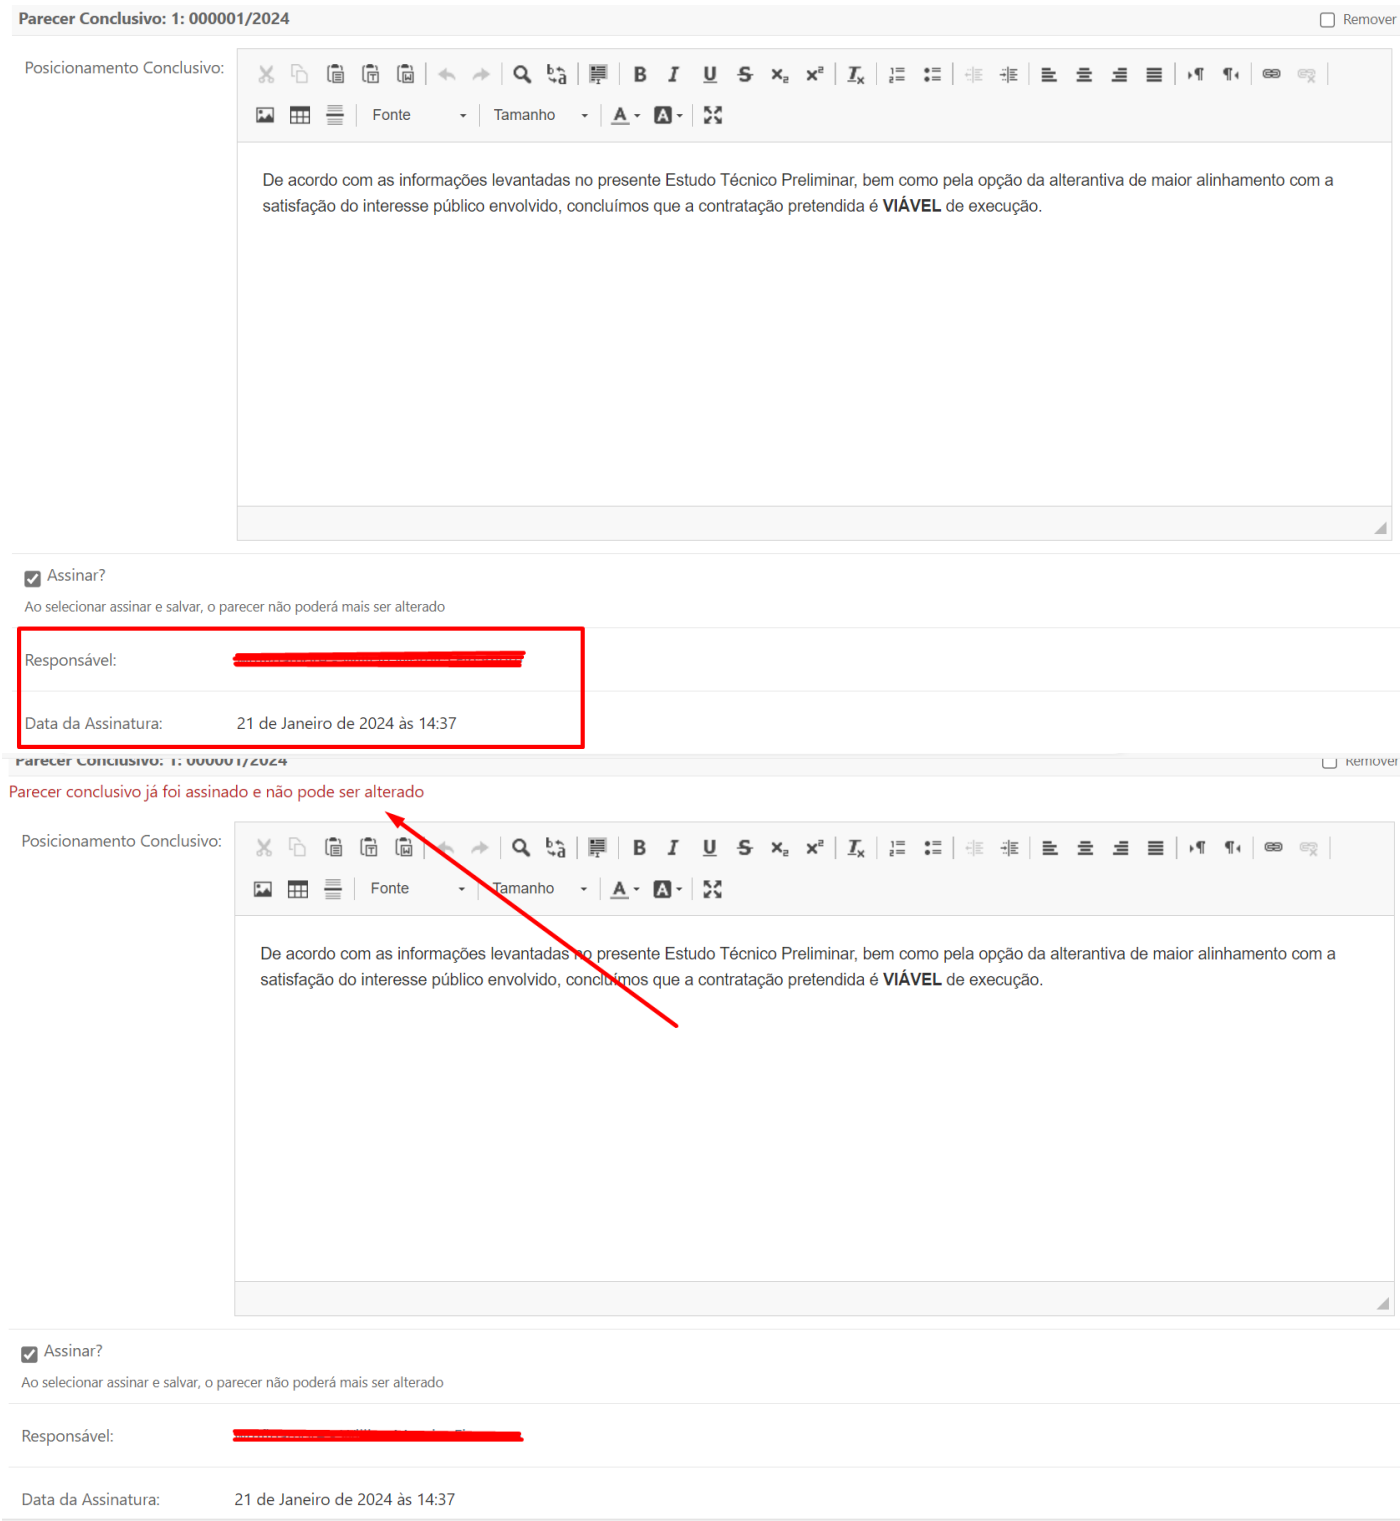 Parecer Conclusivo: 1: 000001/2024
Remover
Posicionamento Conclusivo:
Fonte
Tamanho
De acordo com as informações levantadas no presente Estudo Técnico Preliminar, bem como pela opção da alterantiva de maior alinhamento com a
satisfação do interesse público envolvido, concluímos que a contratação pretendida é VIÁVEL de execução.
Assinar?
Ao selecionar assinar e salvar, o parecer não poderá mais ser alterado
Responsável:
Data da Assinatura: 21 de Janeiro de 2024 às 14:37
Parecer Conclusivo: 1: 000001/2024
Remover
Parecer conclusivo já foi assinado e não pode ser alterado
Posicionamento Conclusivo:
Fonte
Tamanho
De acordo com as informações levantadas no presente Estudo Técnico Preliminar, bem como pela opção da alterantiva de maior alinhamento com a
satisfação do interesse público envolvido, concluímos que a contratação pretendida é VIÁVEL de execução.
Assinar?
Ao selecionar assinar e salvar, o parecer não poderá mais ser alterado
Responsável:
Data da Assinatura: 21 de Janeiro de 2024 às 14:37